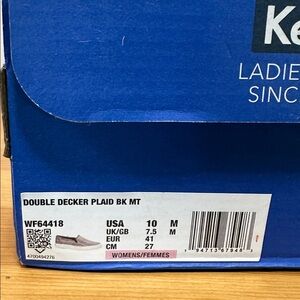 Ke
LADIE
SINC
DOUBLE DECKER PLAID BK MT
WF64418
USA 10 M
UK/GB 7.5 M
EUR 41
CM 27
WOMENS/FEMMES
4700494276